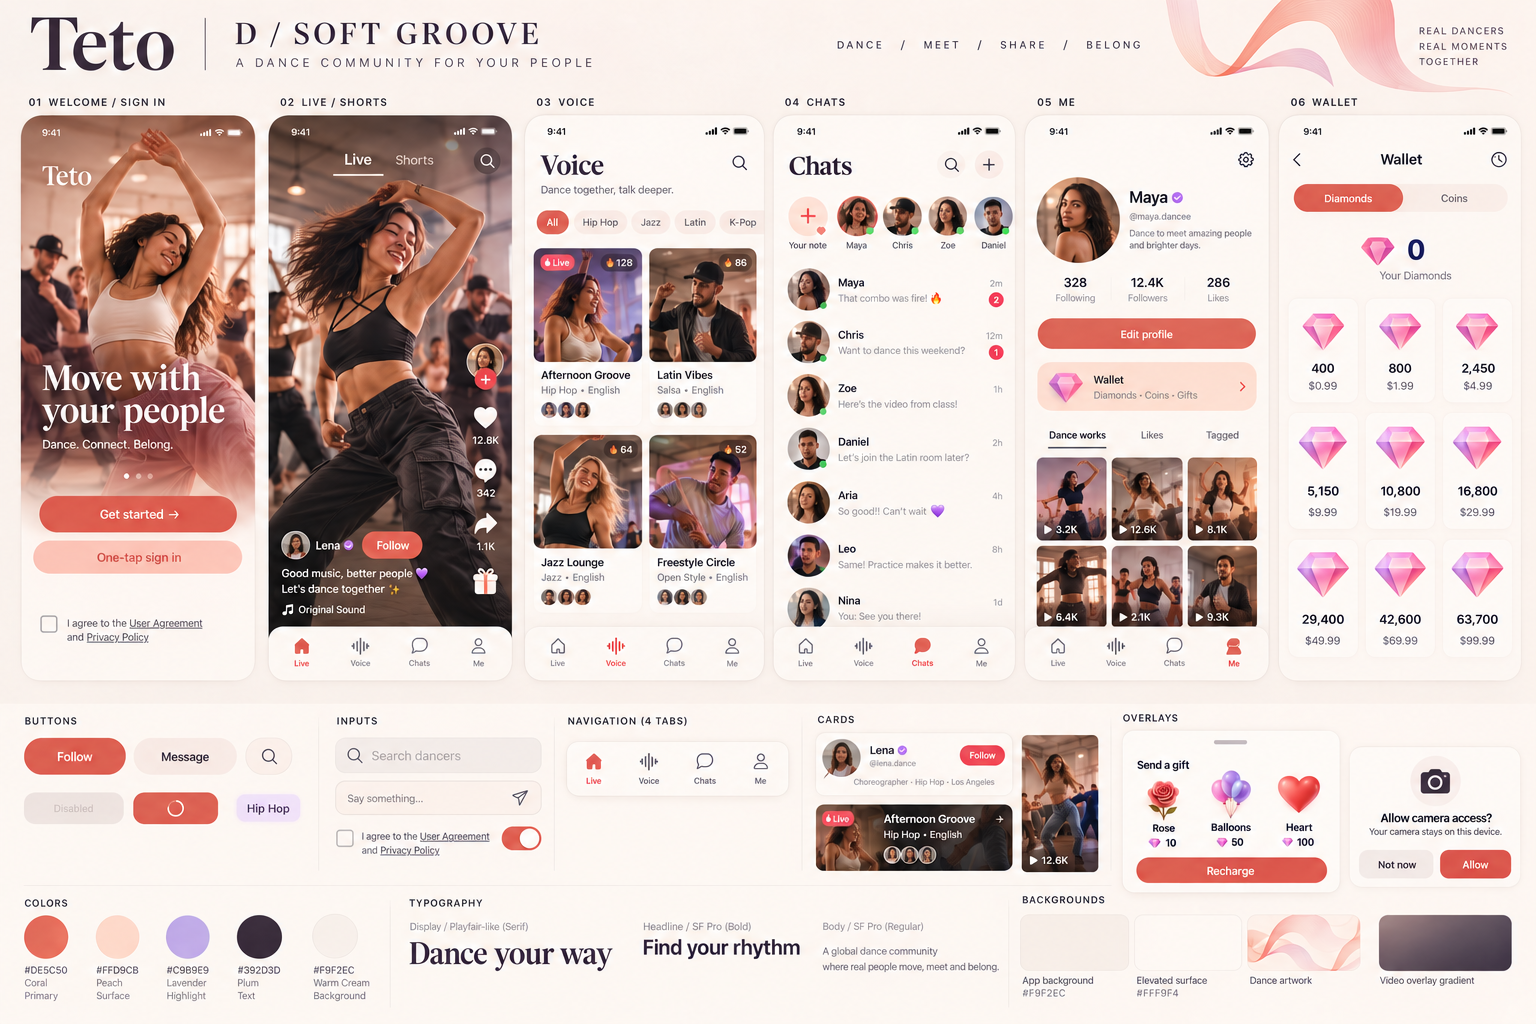 Teto
D / SOFT GROOVE
A DANCE COMMUNITY FOR YOUR PEOPLE
DANCE / MEET / SHARE / BELONG
REAL DANCERS
REAL MOMENTS
TOGETHER
01 WELCOME / SIGN IN
9:41
Teto
Move with
your people
Dance. Connect. Belong.
Get started →
One-tap sign in
I agree to the User Agreement
and Privacy Policy
02 LIVE / SHORTS
9:41
Live
Shorts
12.8K
342
1.1K
Lena
Follow
Good music, better people 💜
Let's dance together ✨
Original Sound
Live
Voice
Chats
Me
03 VOICE
9:41
Voice
Dance together, talk deeper.
All
Hip Hop
Jazz
Latin
K-Pop
Live
128
86
Afternoon Groove
Hip Hop • English
Latin Vibes
Salsa • English
64
52
Jazz Lounge
Jazz • English
Freestyle Circle
Open Style • English
Live
Voice
Chats
Me
04 CHATS
9:41
Chats
Your note
Maya
Chris
Zoe
Daniel
Maya
2m
That combo was fire! 🔥
2
Chris
12m
Want to dance this weekend?
1
Zoe
1h
Here's the video from class!
Daniel
2h
Let's join the Latin room later?
Aria
4h
So good!! Can't wait 💜
Leo
8h
Same! Practice makes it better.
Nina
1d
You: See you there!
Live
Voice
Chats
Me
05 ME
9:41
Maya
@maya.dancee
Dance to meet amazing people
and brighter days.
328
Following
12.4K
Followers
286
Likes
Edit profile
Wallet
Diamonds • Coins • Gifts
Dance works
Likes
Tagged
3.2K
12.6K
8.1K
6.4K
2.1K
9.3K
Live
Voice
Chats
Me
06 WALLET
9:41
Wallet
Diamonds
Coins
0
Your Diamonds
400
$0.99
800
$1.99
2,450
$4.99
5,150
$9.99
10,800
$19.99
16,800
$29.99
29,400
$49.99
42,600
$69.99
63,700
$99.99
BUTTONS
Follow
Message
Disabled
Hip Hop
INPUTS
Search dancers
Say something...
I agree to the User Agreement
and Privacy Policy
NAVIGATION (4 TABS)
Live
Voice
Chats
Me
CARDS
Lena
@lena.dance
Follow
Choreographer • Hip Hop • Los Angeles
Live
Afternoon Groove
Hip Hop • English
12.6K
OVERLAYS
Send a gift
Rose
10
Balloons
50
Heart
100
Recharge
Allow camera access?
Your camera stays on this device.
Not now
Allow
COLORS
#DE5C50
Coral
Primary
#FFD9CB
Peach
Surface
#C9B9E9
Lavender
Highlight
#392D3D
Plum
Text
#F9F2EC
Warm Cream
Background
TYPOGRAPHY
Display / Playfair-like (Serif)
Dance your way
Headline / SF Pro (Bold)
Find your rhythm
Body / SF Pro (Regular)
A global dance community
where real people move, meet and belong.
BACKGROUNDS
App background
#F9F2EC
Elevated surface
#FFF9F4
Dance artwork
Video overlay gradient